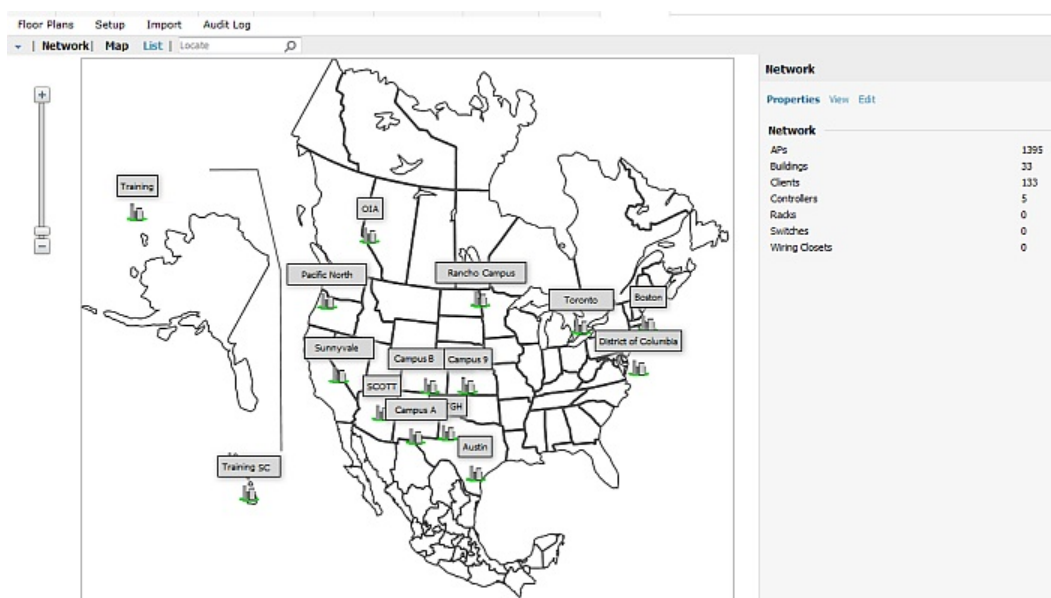 Floor Plans Setup Import Audit Log
| Network | Map List | Locate
Network
Properties View Edit
Network
APs 1395
Buildings 33
Clients 133
Controllers 5
Racks 0
Switches 0
Wiring Closets 0
Training
OIA
Pacific North
Rancho Campus
Toronto
Boston
District of Columbia
Sunnyvale
Campus B
Campus 9
SCOTT
Campus A
Austin
Training SC